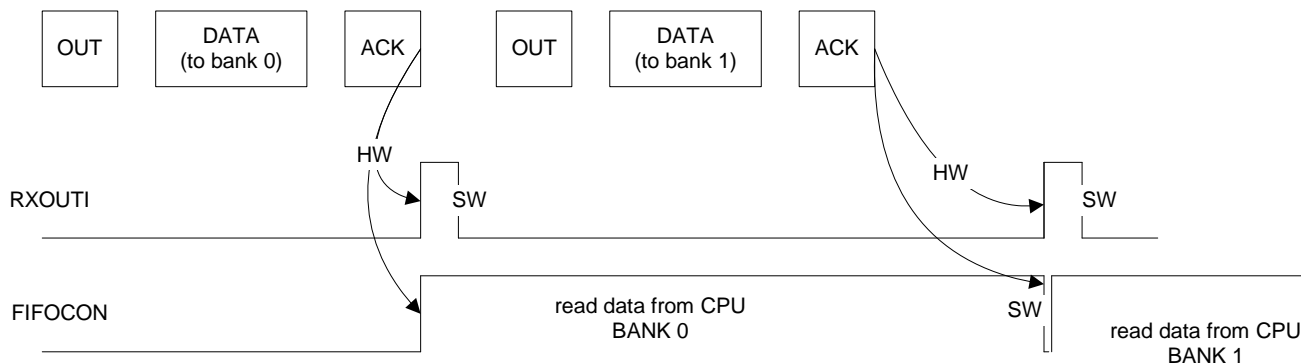 OUT
DATA
(to bank 0)
ACK
OUT
DATA
(to bank 1)
ACK
HW
HW
RXOUTI
SW
SW
FIFOCON
read data from CPU
BANK 0
SW
read data from CPU
BANK 1